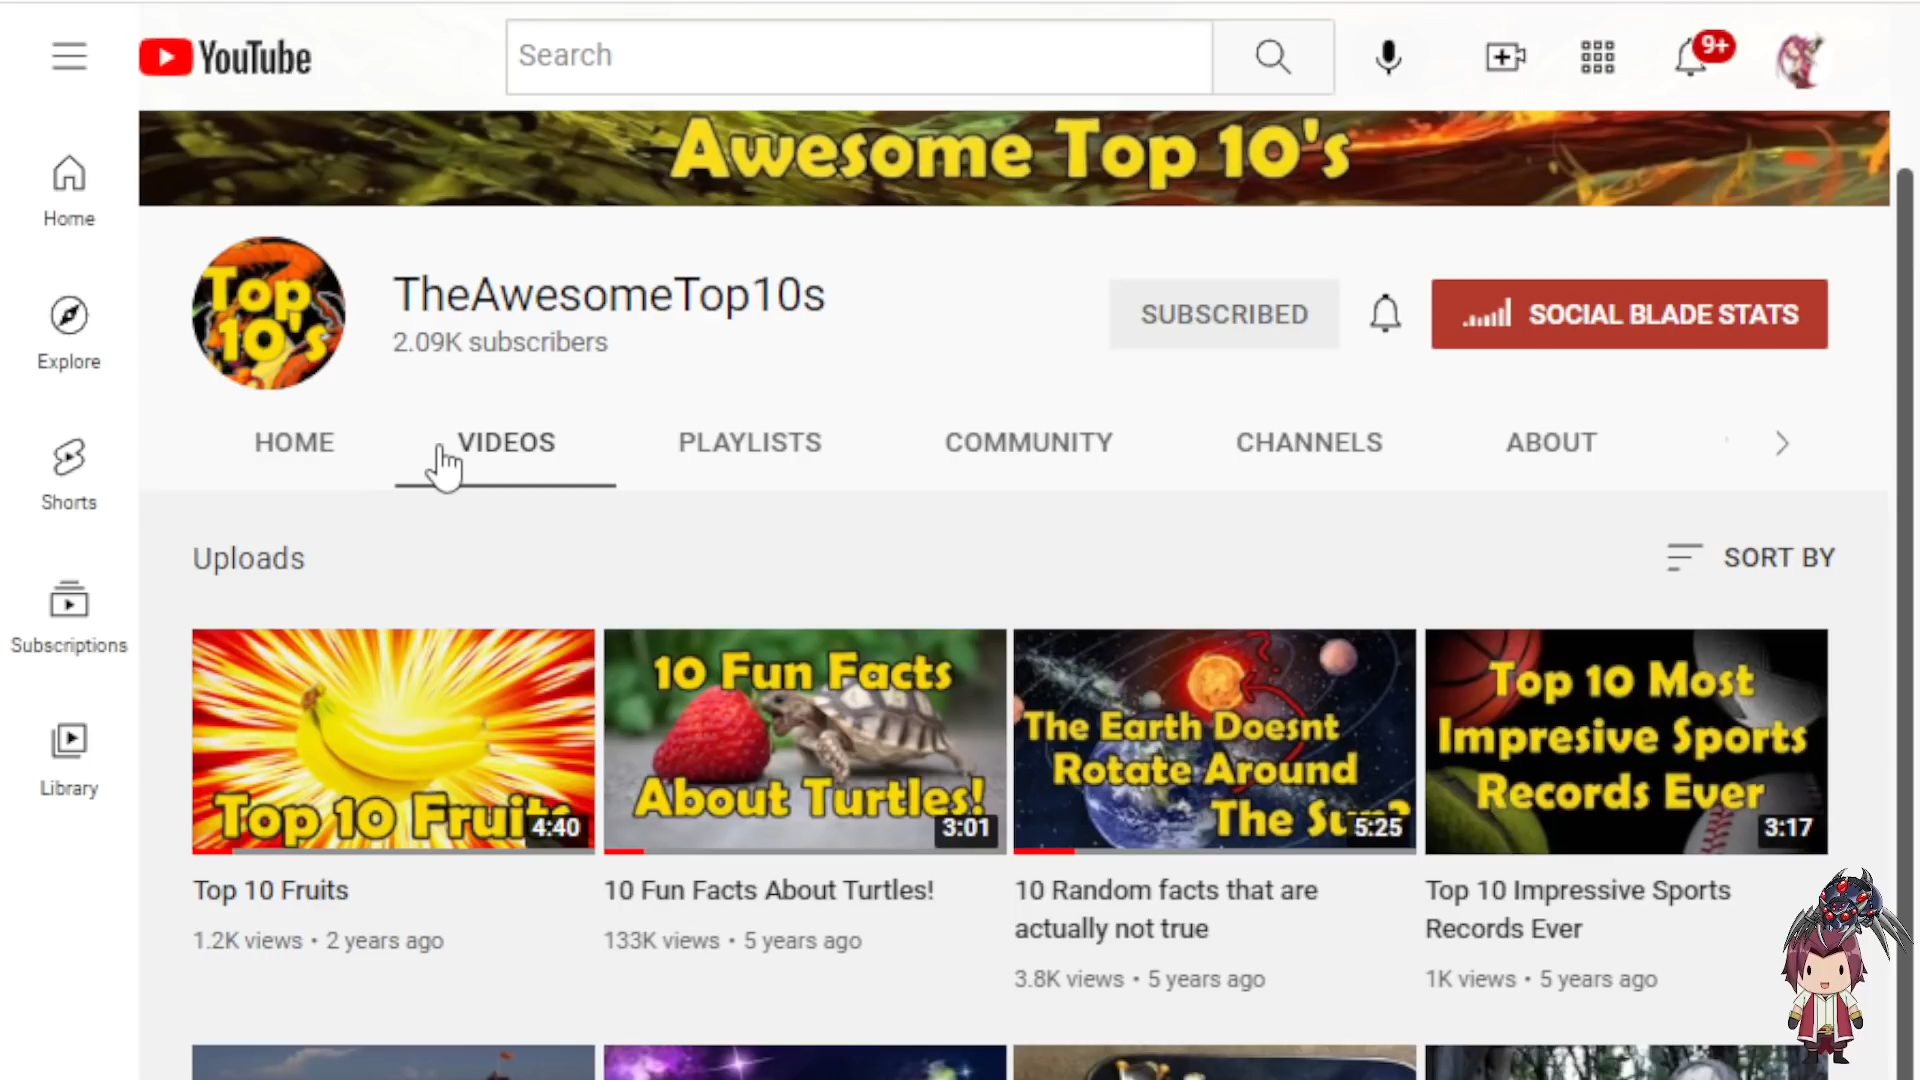 YouTube
Search
9+
Awesome Top 10's
Home
Explore
Shorts
Subscriptions
Library
Top
10's
TheAwesomeTop10s
2.09K subscribers
SUBSCRIBED
SOCIAL BLADE STATS
HOME
VIDEOS
PLAYLISTS
COMMUNITY
CHANNELS
ABOUT
Uploads
SORT BY
Top 10 Fruits
4:40
Top 10 Fruits
1.2K views • 2 years ago
10 Fun Facts
About Turtles!
3:01
10 Fun Facts About Turtles!
133K views • 5 years ago
The Earth Doesnt
Rotate Around
The Sun?
5:25
10 Random facts that are
actually not true
3.8K views • 5 years ago
Top 10 Most
Impresive Sports
Records Ever
3:17
Top 10 Impressive Sports
Records Ever
1K views • 5 years ago